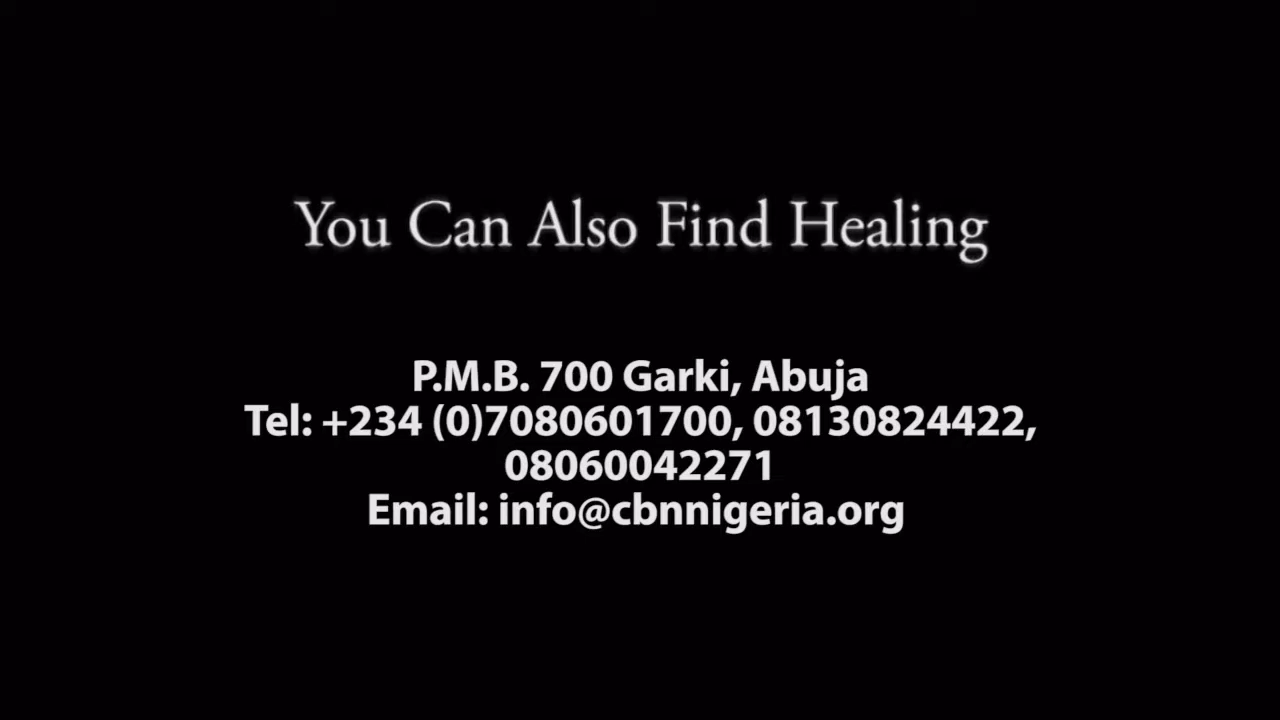 You Can Also Find Healing
P.M.B. 700 Garki, Abuja
Tel: +234 (0)7080601700, 08130824422,
08060042271
Email: info@cbnnigeria.org